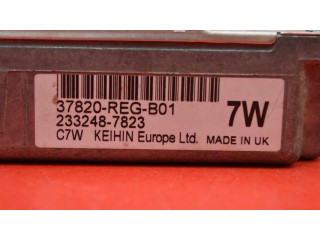 37820-REG-B01 7W
233248-7823
C7W KEIHIN Europe Ltd. MADE IN UK